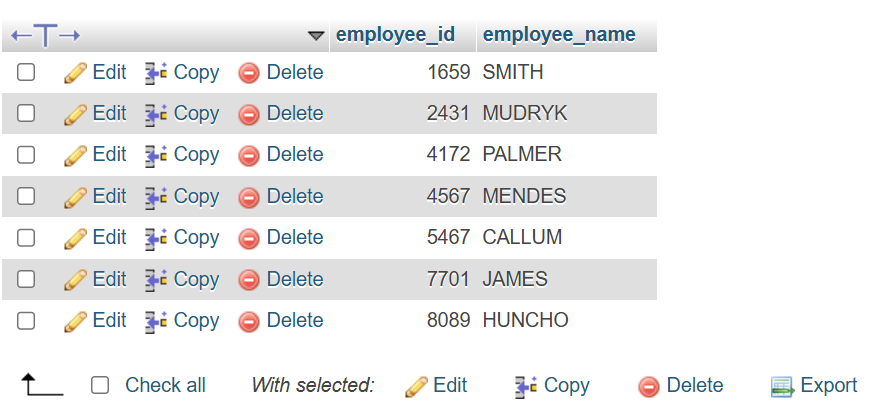 employee_id employee_name
Edit Copy Delete 1659 SMITH
Edit Copy Delete 2431 MUDRYK
Edit Copy Delete 4172 PALMER
Edit Copy Delete 4567 MENDES
Edit Copy Delete 5467 CALLUM
Edit Copy Delete 7701 JAMES
Edit Copy Delete 8089 HUNCHO
Check all With selected: Edit Copy Delete Export